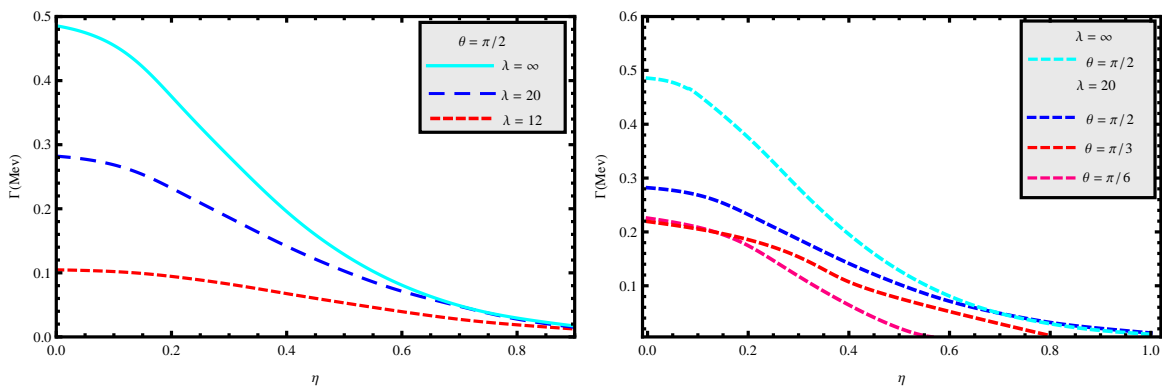 0.5
0.4
0.3
0.2
0.1
0.0
Γ(Mev)
0.0 0.2 0.4 0.6 0.8
η
θ = π/2
λ = ∞
λ = 20
λ = 12
0.6
0.5
0.4
0.3
0.2
0.1
Γ(Mev)
0.0 0.2 0.4 0.6 0.8 1.0
η
λ = ∞
θ = π/2
λ = 20
θ = π/2
θ = π/3
θ = π/6